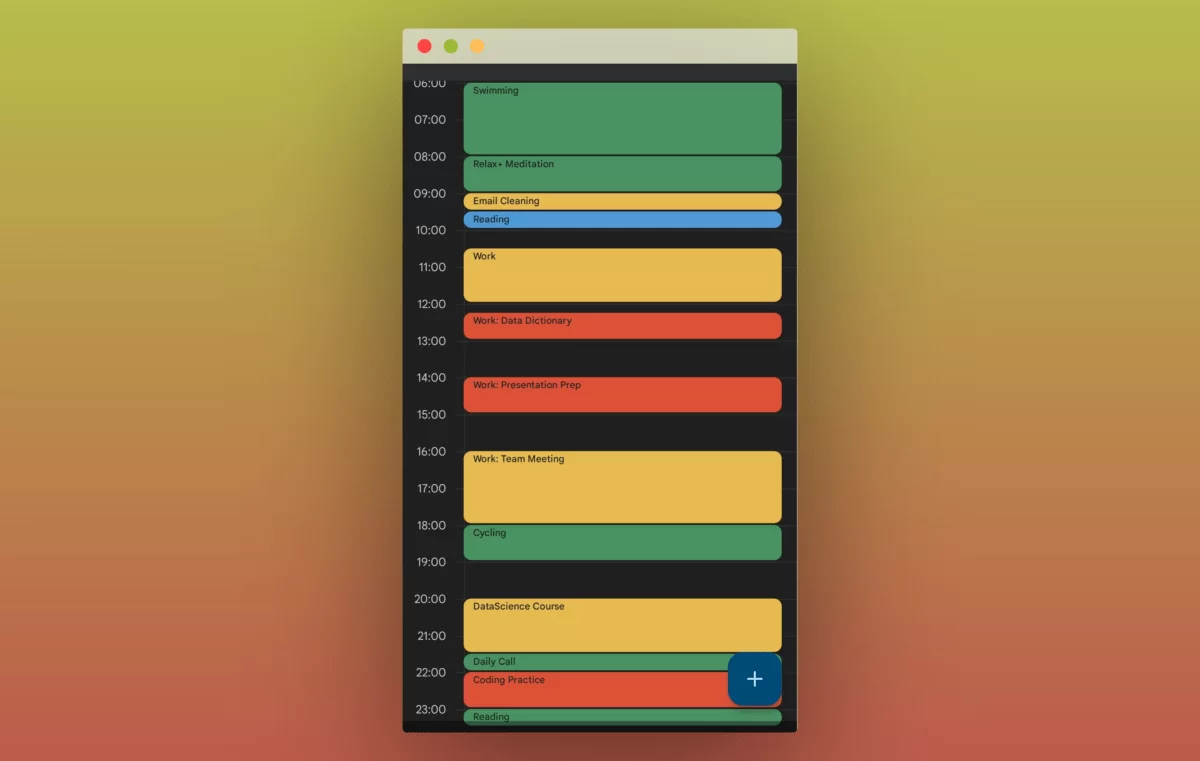 06:00
Swimming
07:00
08:00
Relax+ Meditation
09:00
Email Cleaning
Reading
10:00
Work
11:00
12:00
Work: Data Dictionary
13:00
14:00
Work: Presentation Prep
15:00
16:00
Work: Team Meeting
17:00
18:00
Cycling
19:00
20:00
DataScience Course
21:00
Daily Call
22:00
Coding Practice
23:00
Reading